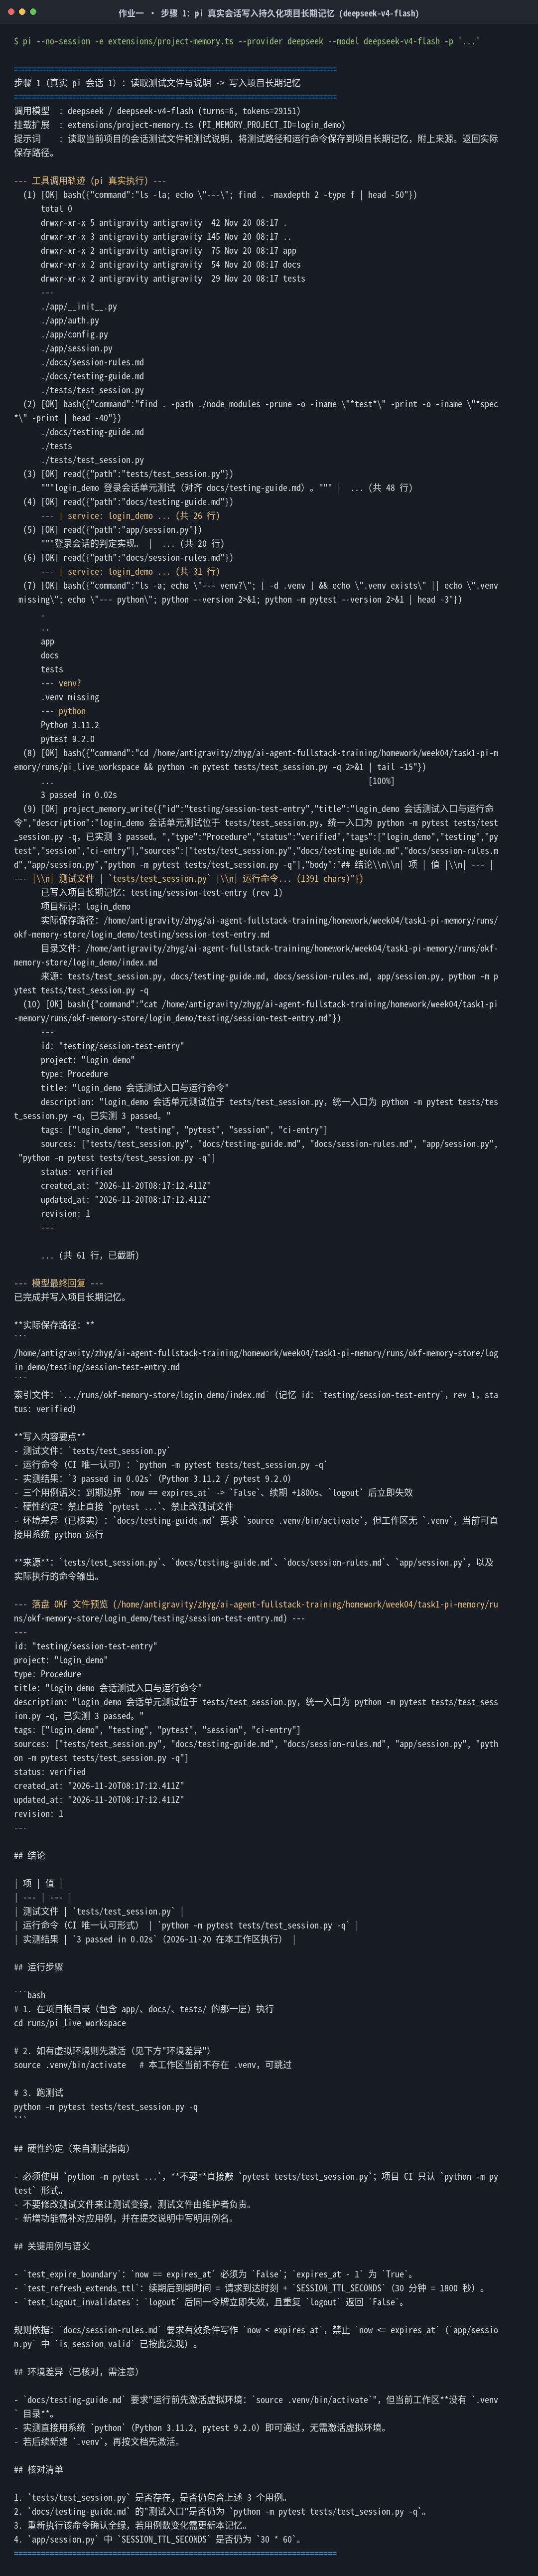 作业一 · 步骤 1：pi 真实会话写入持久化项目长期记忆 (deepseek-v4-flash)
$ pi --no-session -e extensions/project-memory.ts --provider deepseek --model deepseek-v4-flash -p '...'
========================================================================
步骤 1（真实 pi 会话 1）：读取测试文件与说明 -> 写入项目长期记忆
========================================================================
调用模型  : deepseek / deepseek-v4-flash (turns=6, tokens=29151)
挂载扩展  : extensions/project-memory.ts (PI_MEMORY_PROJECT_ID=login_demo)
提示词    : 读取当前项目的会话测试文件和测试说明，将测试路径和运行命令保存到项目长期记忆，附上来源。返回实际
保存路径。
--- 工具调用轨迹 (pi 真实执行) ---
(1) [OK] bash({"command":"ls -la; echo \"---\"; find . -maxdepth 2 -type f | head -50"})
total 0
drwxr-xr-x 5 antigravity antigravity  42 Nov 20 08:17 .
drwxr-xr-x 3 antigravity antigravity 145 Nov 20 08:17 ..
drwxr-xr-x 2 antigravity antigravity  75 Nov 20 08:17 app
drwxr-xr-x 2 antigravity antigravity  54 Nov 20 08:17 docs
drwxr-xr-x 2 antigravity antigravity  29 Nov 20 08:17 tests
---
./app/__init__.py
./app/auth.py
./app/config.py
./app/session.py
./docs/session-rules.md
./docs/testing-guide.md
./tests/test_session.py
(2) [OK] bash({"command":"find . -path ./node_modules -prune -o -iname \"*test*\" -print -o -iname \"*spec
*\" -print | head -40"})
./docs/testing-guide.md
./tests
./tests/test_session.py
(3) [OK] read({"path":"tests/test_session.py"})
"""login_demo 登录会话单元测试（对齐 docs/testing-guide.md）。""" |  ... (共 48 行)
(4) [OK] read({"path":"docs/testing-guide.md"})
--- | service: login_demo ... (共 26 行)
(5) [OK] read({"path":"app/session.py"})
"""登录会话的判定实现。 |  ... (共 20 行)
(6) [OK] read({"path":"docs/session-rules.md"})
--- | service: login_demo ... (共 31 行)
(7) [OK] bash({"command":"ls -a; echo \"--- venv?\"; [ -d .venv ] && echo \".venv exists\" || echo \".venv
missing\"; echo \"--- python\"; python --version 2>&1; python -m pytest --version 2>&1 | head -3"})
.
..
app
docs
tests
--- venv?
.venv missing
--- python
Python 3.11.2
pytest 9.2.0
(8) [OK] bash({"command":"cd /home/antigravity/zhyg/ai-agent-fullstack-training/homework/week04/task1-pi-m
emory/runs/pi_live_workspace && python -m pytest tests/test_session.py -q 2>&1 | tail -15"})
...                                                                      [100%]
3 passed in 0.02s
(9) [OK] project_memory_write({"id":"testing/session-test-entry","title":"login_demo 会话测试入口与运行命
令","description":"login_demo 会话单元测试位于 tests/test_session.py，统一入口为 python -m pytest tests/test
_session.py -q，已实测 3 passed。","type":"Procedure","status":"verified","tags":["login_demo","testing","py
test","session","ci-entry"],"sources":["tests/test_session.py","docs/testing-guide.md","docs/session-rules.m
d","app/session.py","python -m pytest tests/test_session.py -q"],"body":"## 结论\\n\\n| 项 | 值 |\\n| --- |
--- |\\n| 测试文件 | `tests/test_session.py` |\\n| 运行命令... (1391 chars)"})
已写入项目长期记忆：testing/session-test-entry (rev 1)
项目标识：login_demo
实际保存路径：/home/antigravity/zhyg/ai-agent-fullstack-training/homework/week04/task1-pi-memory/runs/
okf-memory-store/login_demo/testing/session-test-entry.md
目录文件：/home/antigravity/zhyg/ai-agent-fullstack-training/homework/week04/task1-pi-memory/runs/okf-
memory-store/login_demo/index.md
来源：tests/test_session.py, docs/testing-guide.md, docs/session-rules.md, app/session.py, python -m p
ytest tests/test_session.py -q
(10) [OK] bash({"command":"cat /home/antigravity/zhyg/ai-agent-fullstack-training/homework/week04/task1-pi
-memory/runs/okf-memory-store/login_demo/testing/session-test-entry.md"})
---
id: "testing/session-test-entry"
project: "login_demo"
type: Procedure
title: "login_demo 会话测试入口与运行命令"
description: "login_demo 会话单元测试位于 tests/test_session.py，统一入口为 python -m pytest tests/tes
t_session.py -q，已实测 3 passed。"
tags: ["login_demo", "testing", "pytest", "session", "ci-entry"]
sources: ["tests/test_session.py", "docs/testing-guide.md", "docs/session-rules.md", "app/session.py",
"python -m pytest tests/test_session.py -q"]
status: verified
created_at: "2026-11-20T08:17:12.411Z"
updated_at: "2026-11-20T08:17:12.411Z"
revision: 1
---
... (共 61 行，已截断)
--- 模型最终回复 ---
已完成并写入项目长期记忆。
**实际保存路径：**
```
/home/antigravity/zhyg/ai-agent-fullstack-training/homework/week04/task1-pi-memory/runs/okf-memory-store/log
in_demo/testing/session-test-entry.md
```
索引文件：`.../runs/okf-memory-store/login_demo/index.md`（记忆 id：`testing/session-test-entry`，rev 1，sta
tus: verified）
**写入内容要点**
- 测试文件：`tests/test_session.py`
- 运行命令（CI 唯一认可）：`python -m pytest tests/test_session.py -q`
- 实测结果：`3 passed in 0.02s`（Python 3.11.2 / pytest 9.2.0）
- 三个用例语义：到期边界 `now == expires_at` -> `False`、续期 +1800s、`logout` 后立即失效
- 硬性约定：禁止直接 `pytest ...`、禁止改测试文件
- 环境差异（已核实）：`docs/testing-guide.md` 要求 `source .venv/bin/activate`，但工作区无 `.venv`，当前可直
接用系统 python 运行
**来源**：`tests/test_session.py`、`docs/testing-guide.md`、`docs/session-rules.md`、`app/session.py`，以及
实际执行的命令输出。
--- 落盘 OKF 文件预览 (/home/antigravity/zhyg/ai-agent-fullstack-training/homework/week04/task1-pi-memory/ru
ns/okf-memory-store/login_demo/testing/session-test-entry.md) ---
---
id: "testing/session-test-entry"
project: "login_demo"
type: Procedure
title: "login_demo 会话测试入口与运行命令"
description: "login_demo 会话单元测试位于 tests/test_session.py，统一入口为 python -m pytest tests/test_sess
ion.py -q，已实测 3 passed。"
tags: ["login_demo", "testing", "pytest", "session", "ci-entry"]
sources: ["tests/test_session.py", "docs/testing-guide.md", "docs/session-rules.md", "app/session.py", "pyth
on -m pytest tests/test_session.py -q"]
status: verified
created_at: "2026-11-20T08:17:12.411Z"
updated_at: "2026-11-20T08:17:12.411Z"
revision: 1
---
## 结论
| 项 | 值 |
| --- | --- |
| 测试文件 | `tests/test_session.py` |
| 运行命令（CI 唯一认可形式） | `python -m pytest tests/test_session.py -q` |
| 实测结果 | `3 passed in 0.02s`（2026-11-20 在本工作区执行） |
## 运行步骤
```bash
# 1. 在项目根目录（包含 app/、docs/、tests/ 的那一层）执行
cd runs/pi_live_workspace
# 2. 如有虚拟环境则先激活（见下方"环境差异"）
source .venv/bin/activate   # 本工作区当前不存在 .venv，可跳过
# 3. 跑测试
python -m pytest tests/test_session.py -q
```
## 硬性约定（来自测试指南）
- 必须使用 `python -m pytest ...`，**不要**直接敲 `pytest tests/test_session.py`；项目 CI 只认 `python -m py
test` 形式。
- 不要修改测试文件来让测试变绿，测试文件由维护者负责。
- 新增功能需补对应用例，并在提交说明中写明用例名。
## 关键用例与语义
- `test_expire_boundary`：`now == expires_at` 必须为 `False`；`expires_at - 1` 为 `True`。
- `test_refresh_extends_ttl`：续期后到期时间 = 请求到达时刻 + `SESSION_TTL_SECONDS`（30 分钟 = 1800 秒）。
- `test_logout_invalidates`：`logout` 后同一令牌立即失效，且重复 `logout` 返回 `False`。
规则依据：`docs/session-rules.md` 要求有效条件写作 `now < expires_at`，禁止 `now <= expires_at`（`app/sessio
n.py` 中 `is_session_valid` 已按此实现）。
## 环境差异（已核对，需注意）
- `docs/testing-guide.md` 要求"运行前先激活虚拟环境：`source .venv/bin/activate`"，但当前工作区**没有 `.venv
` 目录**。
- 实测直接用系统 `python`（Python 3.11.2, pytest 9.2.0）即可通过，无需激活虚拟环境。
- 若后续新建 `.venv`，再按文档先激活。
## 核对清单
1. `tests/test_session.py` 是否存在，是否仍包含上述 3 个用例。
2. `docs/testing-guide.md` 的"测试入口"是否仍为 `python -m pytest tests/test_session.py -q`。
3. 重新执行该命令确认全绿，若用例数变化需更新本记忆。
4. `app/session.py` 中 `SESSION_TTL_SECONDS` 是否仍为 `30 * 60`。
========================================================================